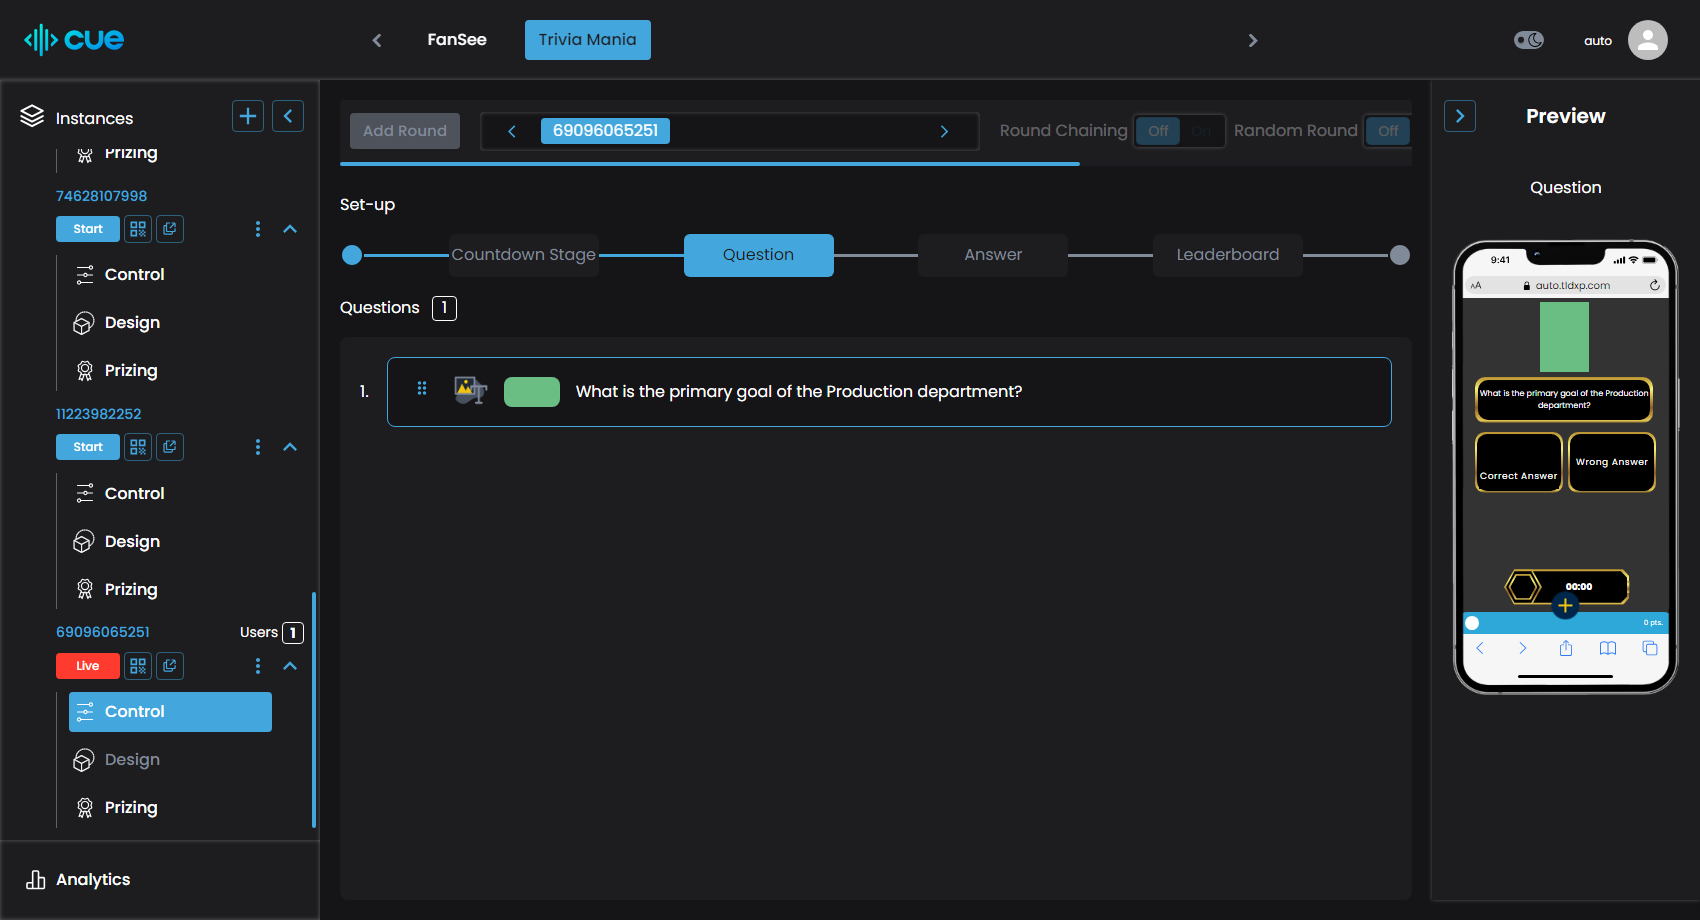 cue
FanSee
Trivia Mania
auto
Instances
Prizing
74628107998
Start
Control
Design
Prizing
11223982252
Start
Control
Design
Prizing
69096065251
Users 1
Live
Control
Design
Prizing
Analytics
Add Round
69096065251
Round Chaining
Off
On
Random Round
Off
Set-up
Countdown Stage
Question
Answer
Leaderboard
Questions 1
1.
What is the primary goal of the Production department?
Preview
Question
9:41
AA
auto.tldxp.com
What is the primary goal of the Production
department?
Correct Answer
Wrong Answer
00:00
0 pts.